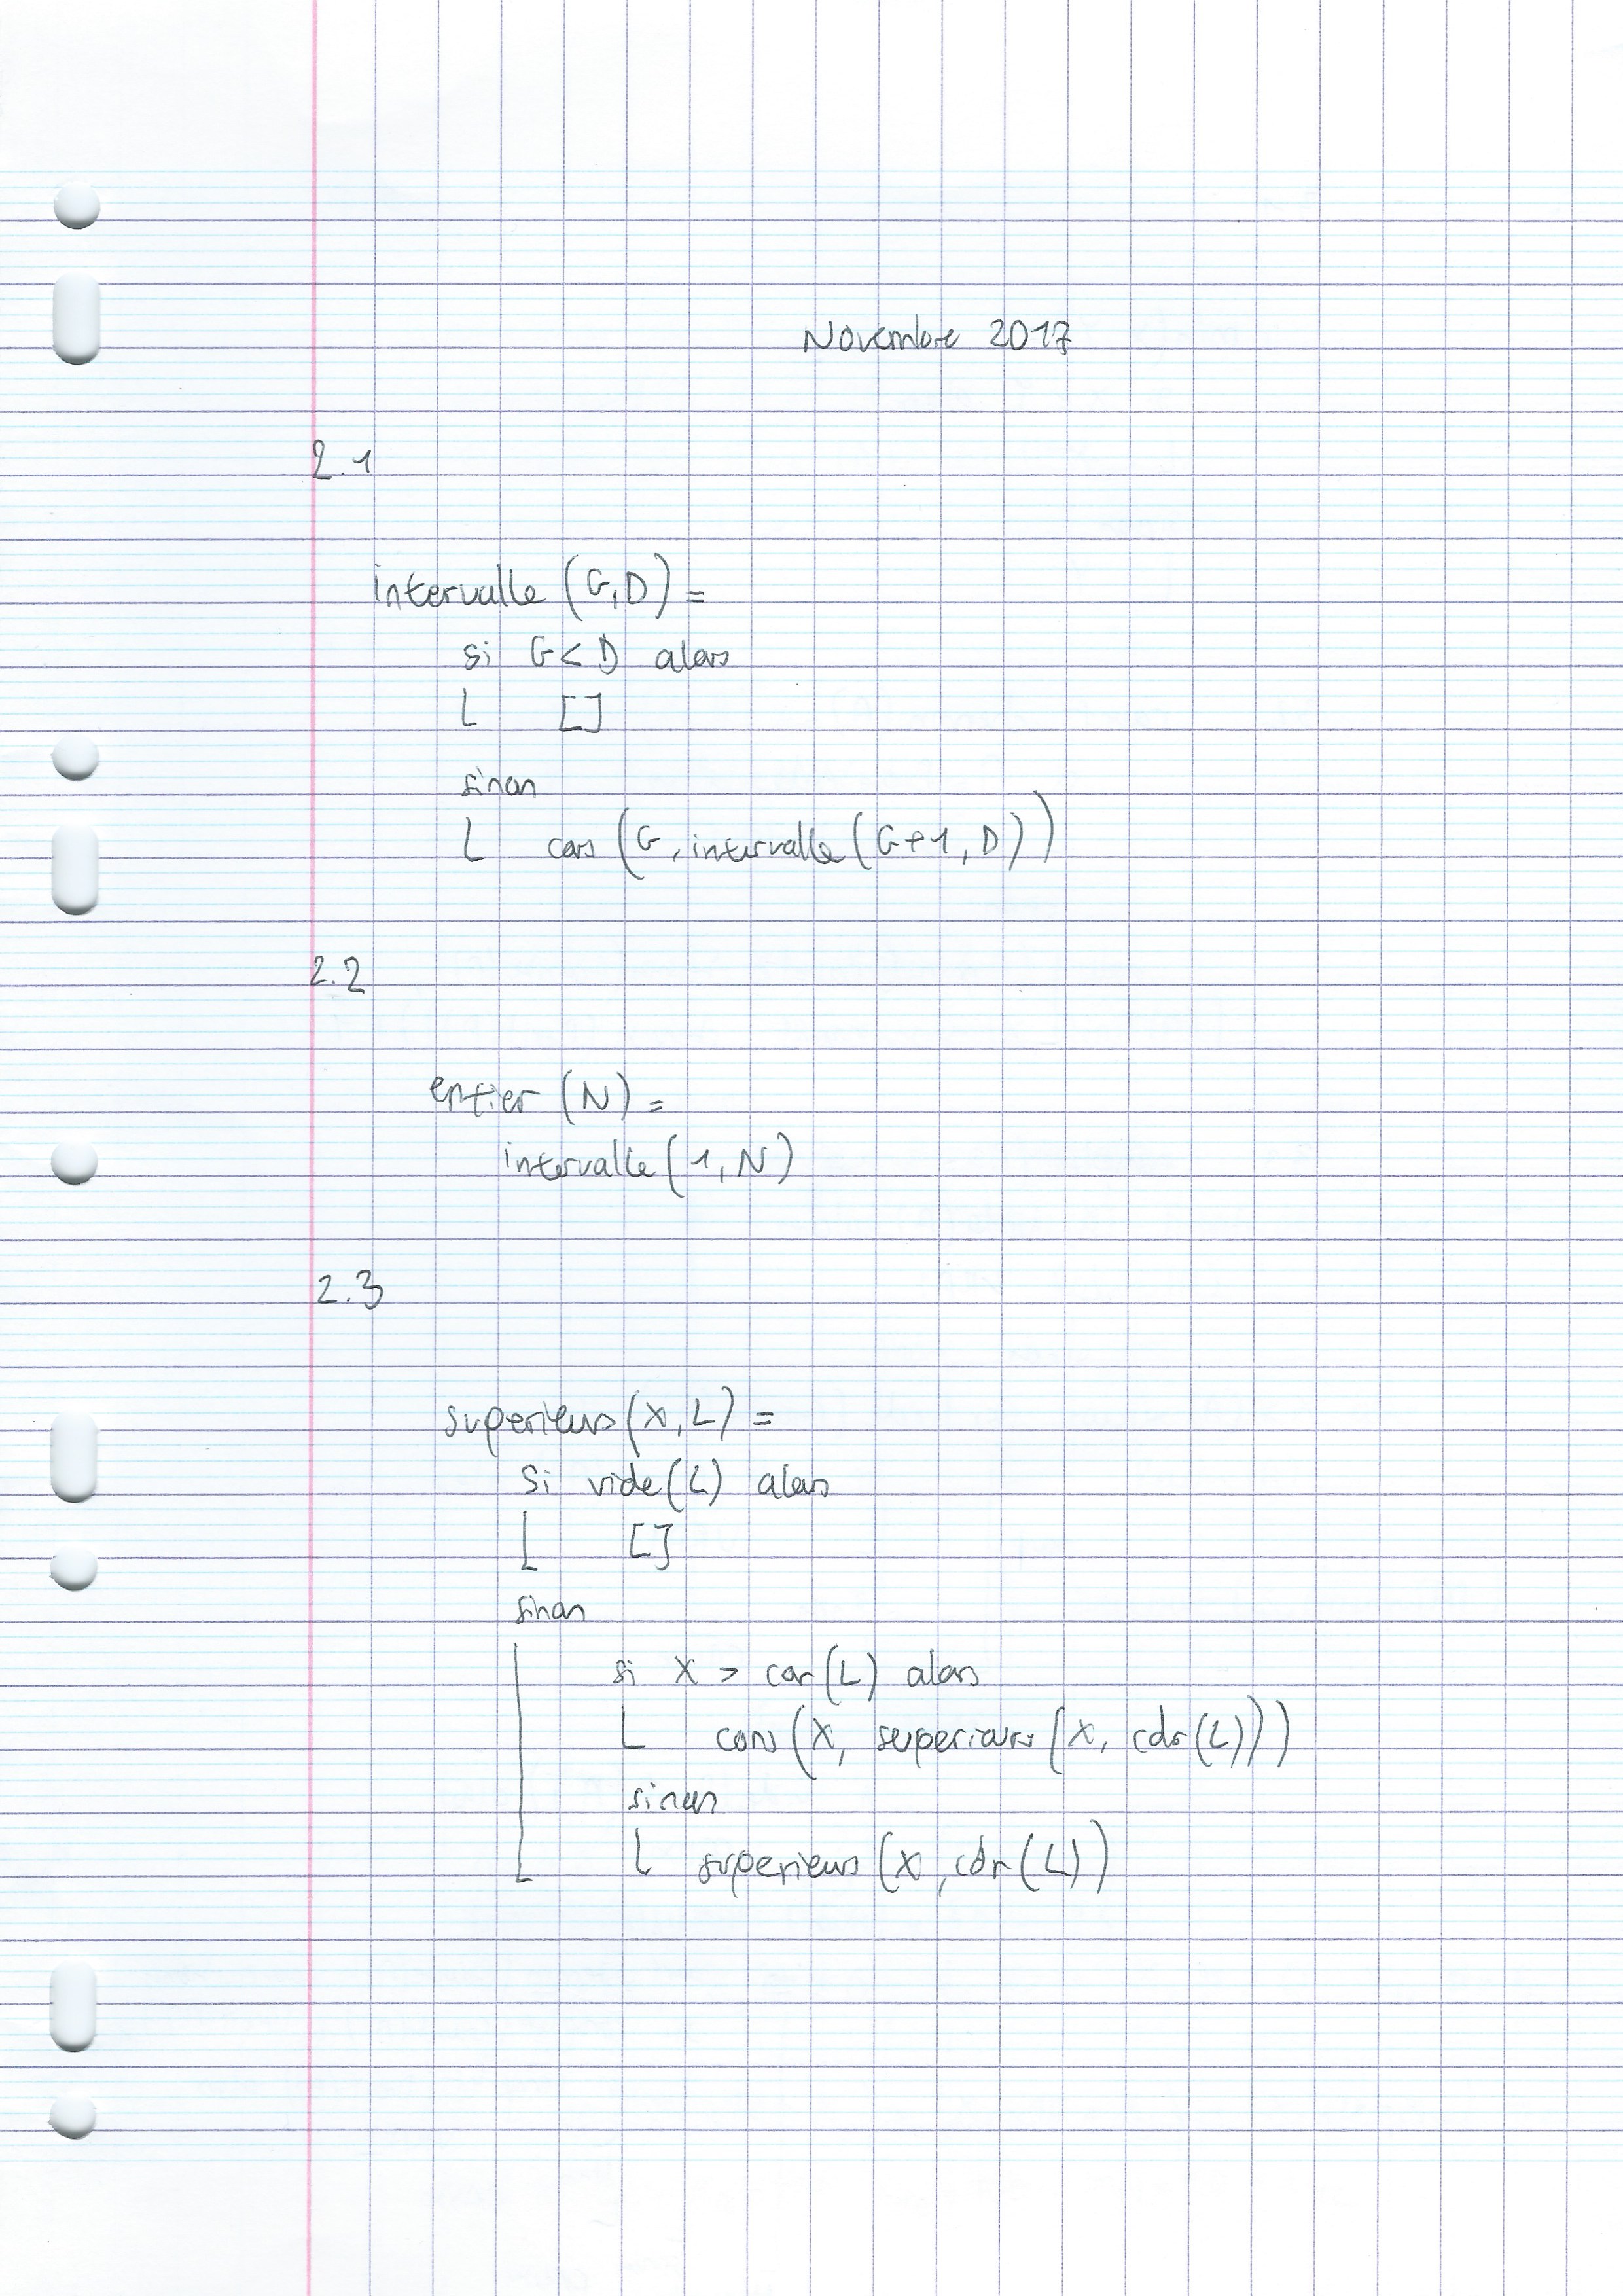 Novembre 2017
2.1
intervalle (G,D) =
si G < D alors
[]
sinon
cons (G, intervalle (G+1, D))
2.2
entier (N) =
intervalle (1, N)
2.3
superieurs (X, L) =
Si vide(L) alors
[]
sinon
si X > car(L) alors
cons (X, superieurs (X, cdr(L)))
sinon
superieurs (X, cdr(L))